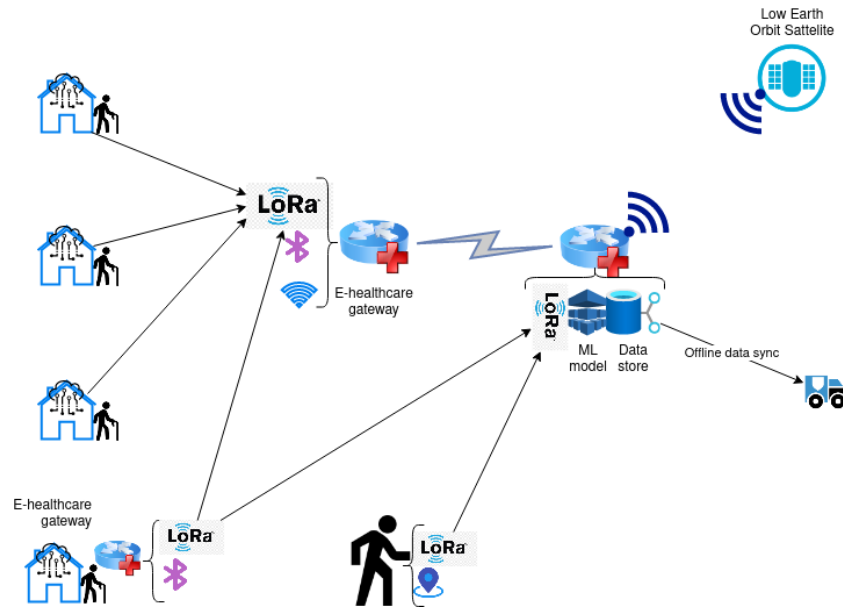 Low Earth
Orbit Sattelite
LoRa
E-healthcare
gateway
LoRa
ML
model
Data
store
Offline data sync
E-healthcare
gateway
LoRa
LoRa